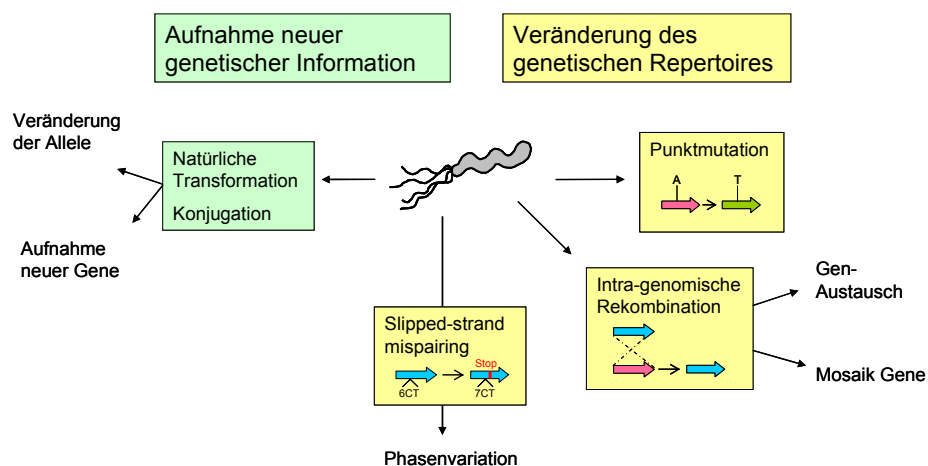 Aufnahme neuer
genetischer Information
Veränderung des
genetischen Repertoires
Veränderung
der Allele
Natürliche
Transformation
Konjugation
Aufnahme
neuer Gene
Punktmutation
A
T
Intra-genomische
Rekombination
Gen-
Austausch
Mosaik Gene
Slipped-strand
mispairing
Stop
6CT
7CT
Phasenvariation